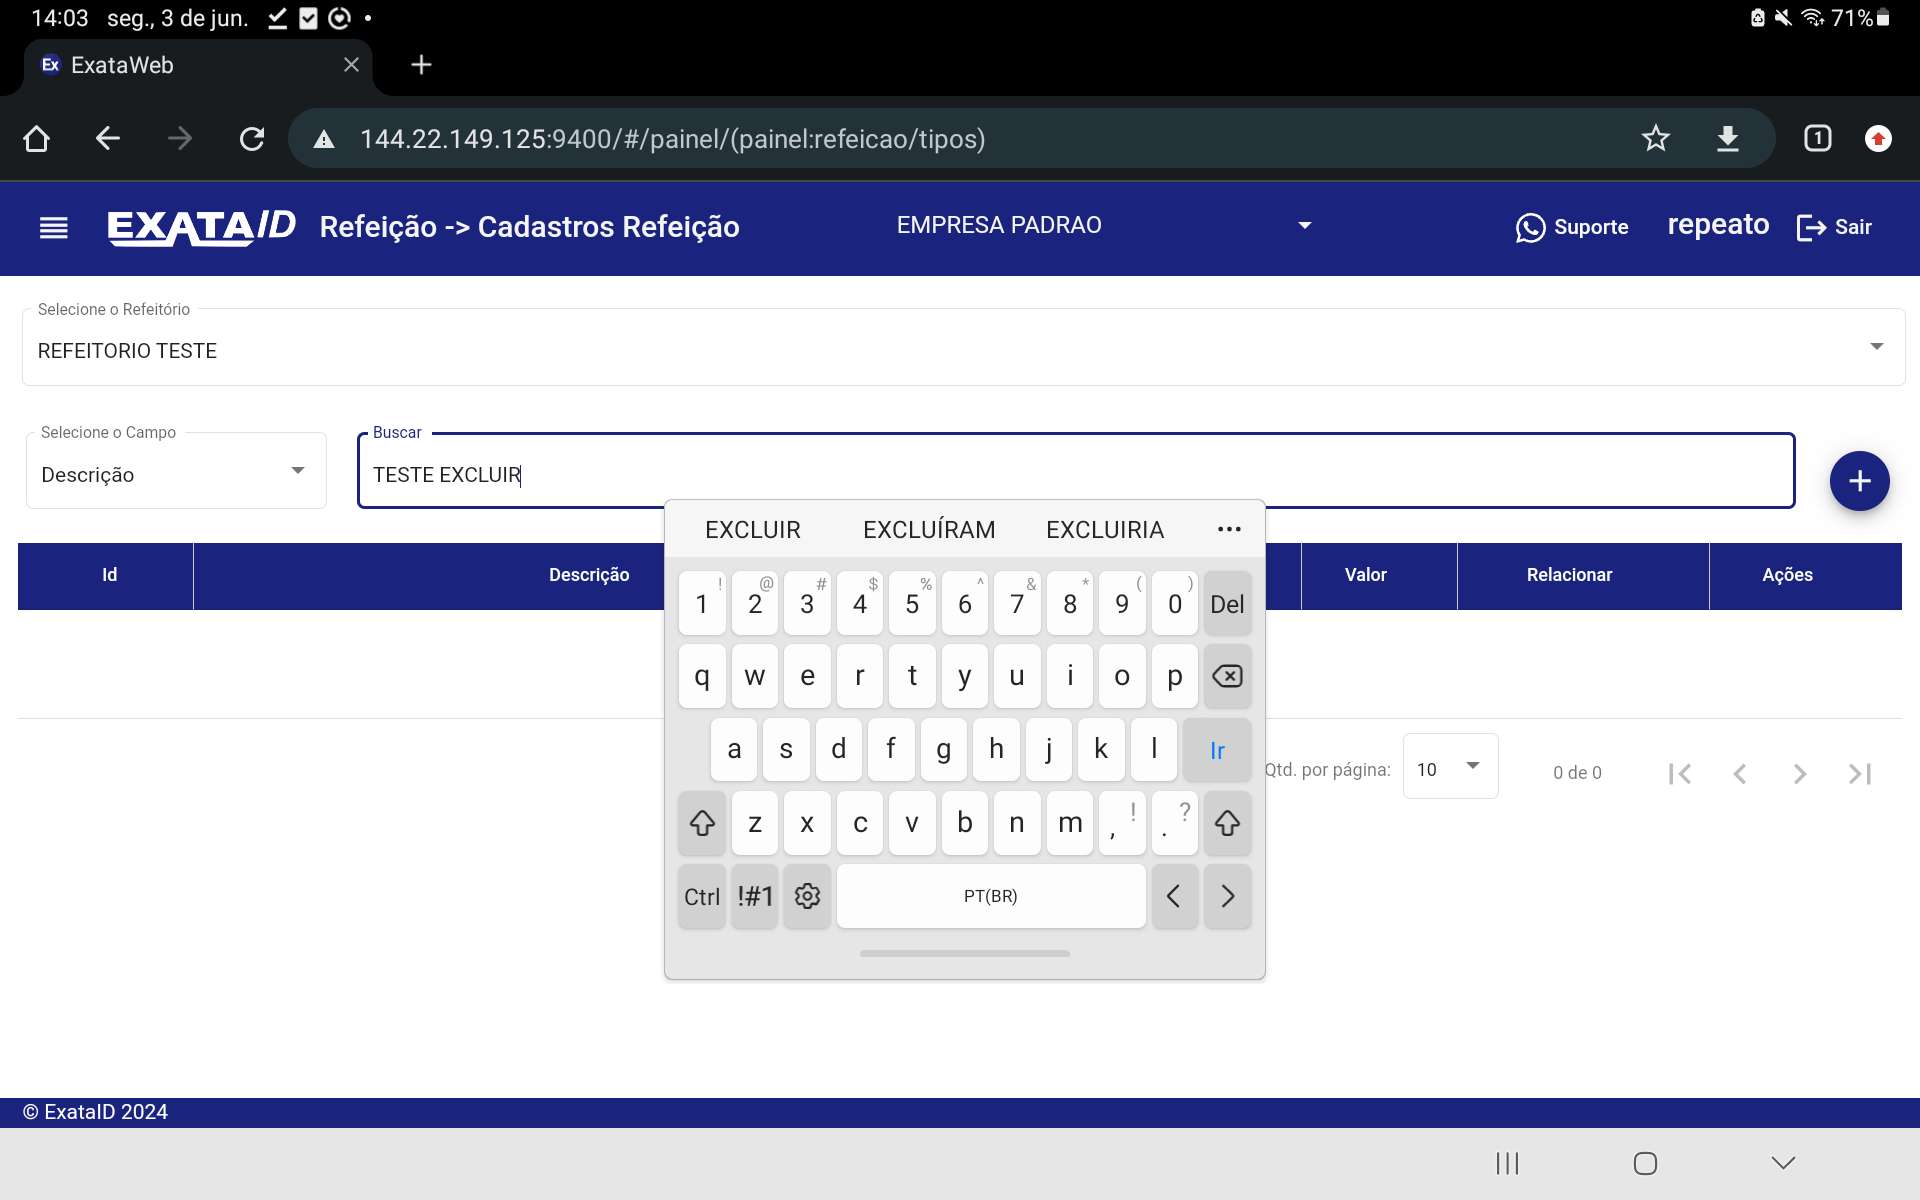 14:03 seg., 3 de jun. 71%
Ex ExataWeb
144.22.149.125:9400/#/painel/(painel:refeicao/tipos) 1
EXATAID Refeição -> Cadastros Refeição EMPRESA PADRAO Suporte repeato Sair
Selecione o Refeitório
REFEITORIO TESTE
Selecione o Campo Buscar
Descrição TESTE EXCLUIR
EXCLUIR EXCLUÍRAM EXCLUIRIA
Id Descrição Valor Relacionar Ações
! @ # $ % ^ & * ( )
1 2 3 4 5 6 7 8 9 0 Del
q w e r t y u i o p
a s d f g h j k l Ir
Qtd. por página: 10 0 de 0
z x c v b n m , ! . ?
Ctrl !#1 PT(BR)
© ExataID 2024